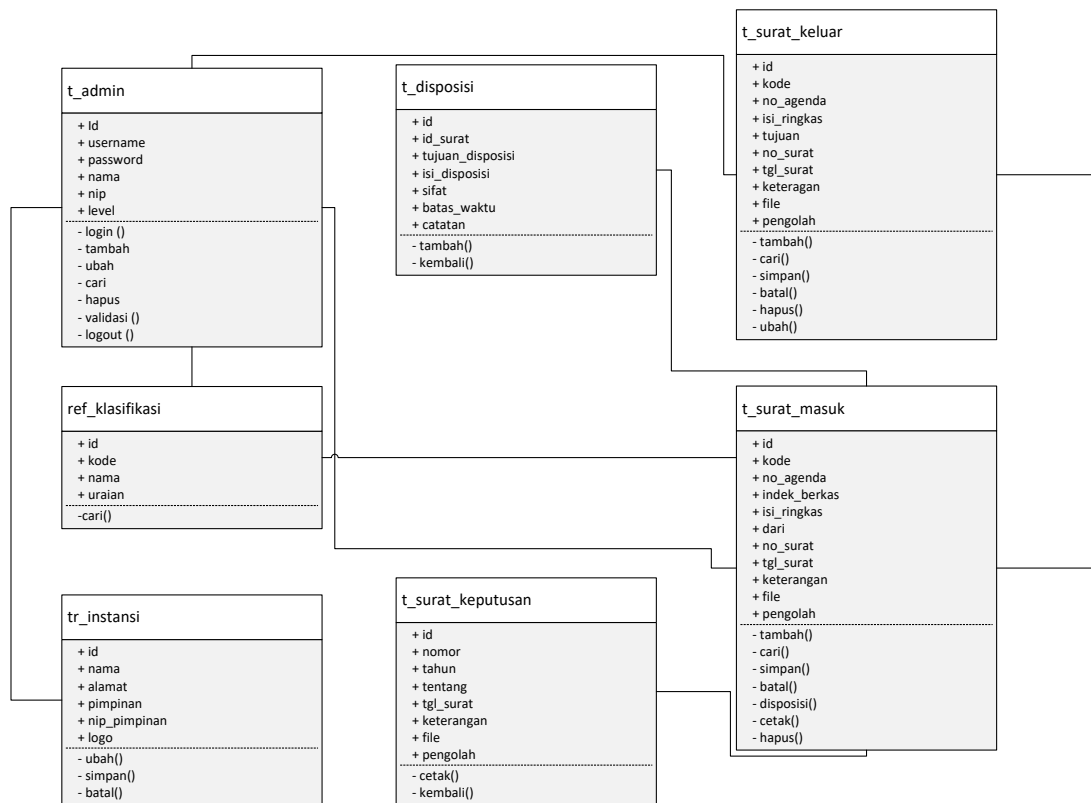 t_admin
+ Id
+ username
+ password
+ nama
+ nip
+ level
- login ()
- tambah
- ubah
- cari
- hapus
- validasi ()
- logout ()
t_disposisi
+ id
+ id_surat
+ tujuan_disposisi
+ isi_disposisi
+ sifat
+ batas_waktu
+ catatan
- tambah()
- kembali()
t_surat_keluar
+ id
+ kode
+ no_agenda
+ isi_ringkas
+ tujuan
+ no_surat
+ tgl_surat
+ keteragan
+ file
+ pengolah
- tambah()
- cari()
- simpan()
- batal()
- hapus()
- ubah()
ref_klasifikasi
+ id
+ kode
+ nama
+ uraian
-cari()
t_surat_masuk
+ id
+ kode
+ no_agenda
+ indek_berkas
+ isi_ringkas
+ dari
+ no_surat
+ tgl_surat
+ keterangan
+ file
+ pengolah
- tambah()
- cari()
- simpan()
- batal()
- disposisi()
- cetak()
- hapus()
tr_instansi
+ id
+ nama
+ alamat
+ pimpinan
+ nip_pimpinan
+ logo
- ubah()
- simpan()
- batal()
t_surat_keputusan
+ id
+ nomor
+ tahun
+ tentang
+ tgl_surat
+ keterangan
+ file
+ pengolah
- cetak()
- kembali()